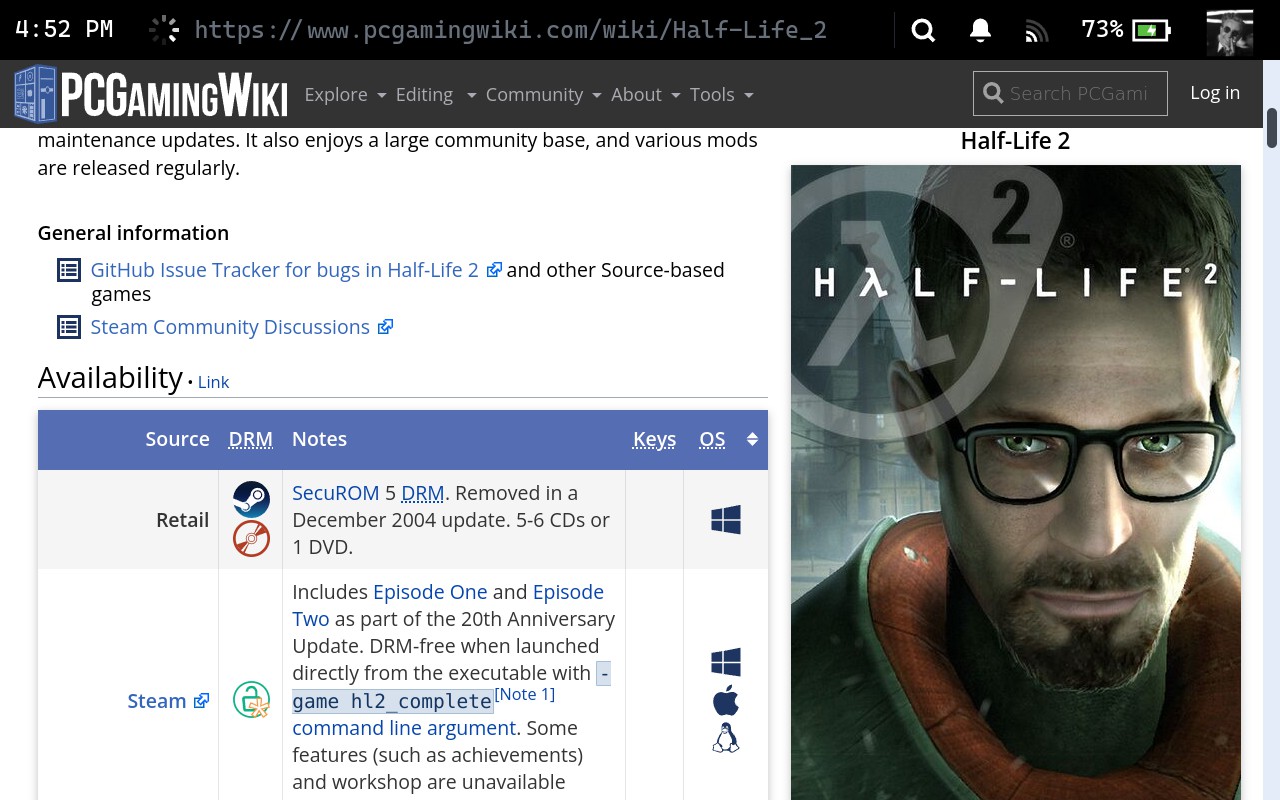 4:52 PM https://www.pcgamingwiki.com/wiki/Half-Life_2 73%
PCGamingWiki Explore Editing Community About Tools Search PCGami Log in
maintenance updates. It also enjoys a large community base, and various mods
are released regularly.
General information
GitHub Issue Tracker for bugs in Half-Life 2 and other Source-based
games
Steam Community Discussions
Availability • Link
Source DRM Notes Keys OS
Retail
SecuROM 5 DRM. Removed in a
December 2004 update. 5-6 CDs or
1 DVD.
Steam
Includes Episode One and Episode
Two as part of the 20th Anniversary
Update. DRM-free when launched
directly from the executable with -
game hl2_complete[Note 1]
command line argument. Some
features (such as achievements)
and workshop are unavailable
Half-Life 2
2 ®
HλLF-LIFE 2